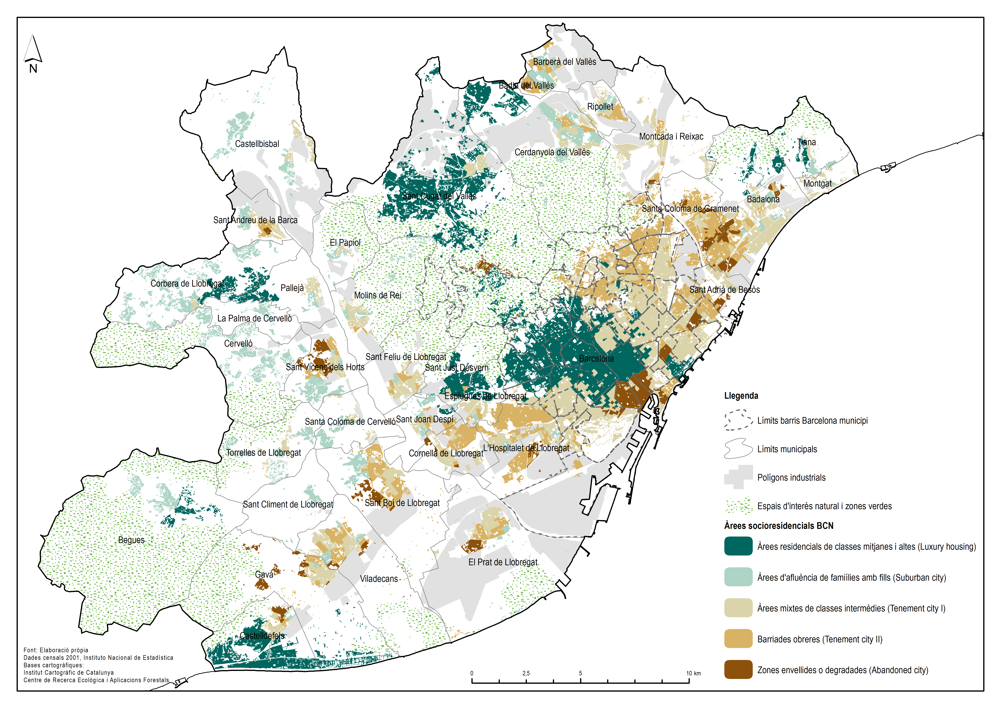 N
Barberà del Vallès
Badia del Vallès
Ripollet
Castellbisbal
Montcada i Reixac
Tiana
Cerdanyola del Vallès
Montgat
Sant Cugat del Vallès
Badalona
Santa Coloma de Gramenet
Sant Andreu de la Barca
El Papiol
Corbera de Llobregat
Pallejà
Sant Adrià de Besòs
Molins de Rei
La Palma de Cervelló
Cervelló
Sant Feliu de Llobregat
Barcelona
Sant Vicenç dels Horts
Sant Just Desvern
Esplugues de Llobregat
Santa Coloma de Cervelló
Sant Joan Despí
Torrelles de Llobregat
Cornellà de Llobregat
L'Hospitalet de Llobregat
Sant Climent de Llobregat
Sant Boi de Llobregat
Begues
El Prat de Llobregat
Gavà
Viladecans
Castelldefels
Llegenda
Límits barris Barcelona municipi
Límits municipals
Polígons industrials
Espais d'interés natural i zones verdes
Àrees socioresidencials BCN
Àrees residencials de classes mitjanes i altes (Luxury housing)
Àrees d'afluència de famiílies amb fills (Suburban city)
Àrees mixtes de classes intermèdies (Tenement city I)
Barriades obreres (Tenement city II)
Zones envellides o degradades (Abandoned city)
Font: Elaboració pròpia
Dades censals 2001, Instituto Nacional de Estadística
Bases cartogràfiques:
Institut Cartogràfic de Catalunya
Centre de Recerca Ecològica i Aplicacions Forestals
0 2,5 5 10 km